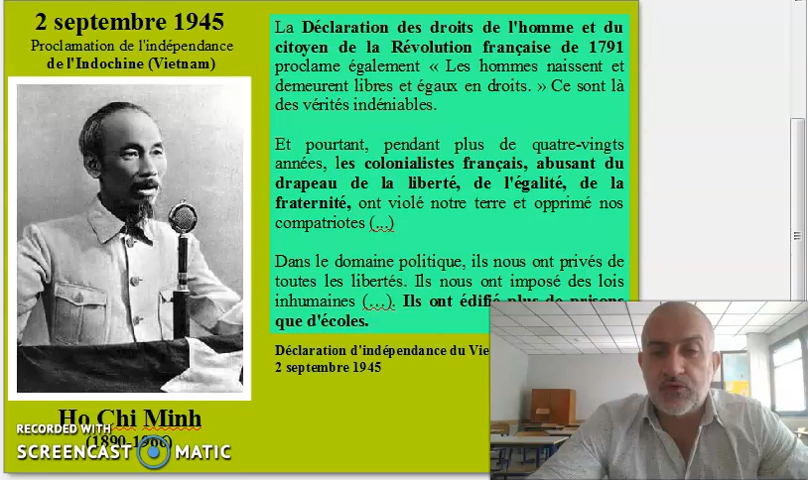 2 septembre 1945
Proclamation de l'indépendance
de l'Indochine (Vietnam)
La Déclaration des droits de l'homme et du
citoyen de la Révolution française de 1791
proclame également « Les hommes naissent et
demeurent libres et égaux en droits. » Ce sont là
des vérités indéniables.
Et pourtant, pendant plus de quatre-vingts
années, les colonialistes français, abusant du
drapeau de la liberté, de l'égalité, de la
fraternité, ont violé notre terre et opprimé nos
compatriotes (...)
Dans le domaine politique, ils nous ont privés de
toutes les libertés. Ils nous ont imposé des lois
inhumaines (…). Ils ont édifié plus de prisons
que d'écoles.
Déclaration d'indépendance du Vie
2 septembre 1945
Ho Chi Minh
RECORDED WITH
SCREENCAST MATIC